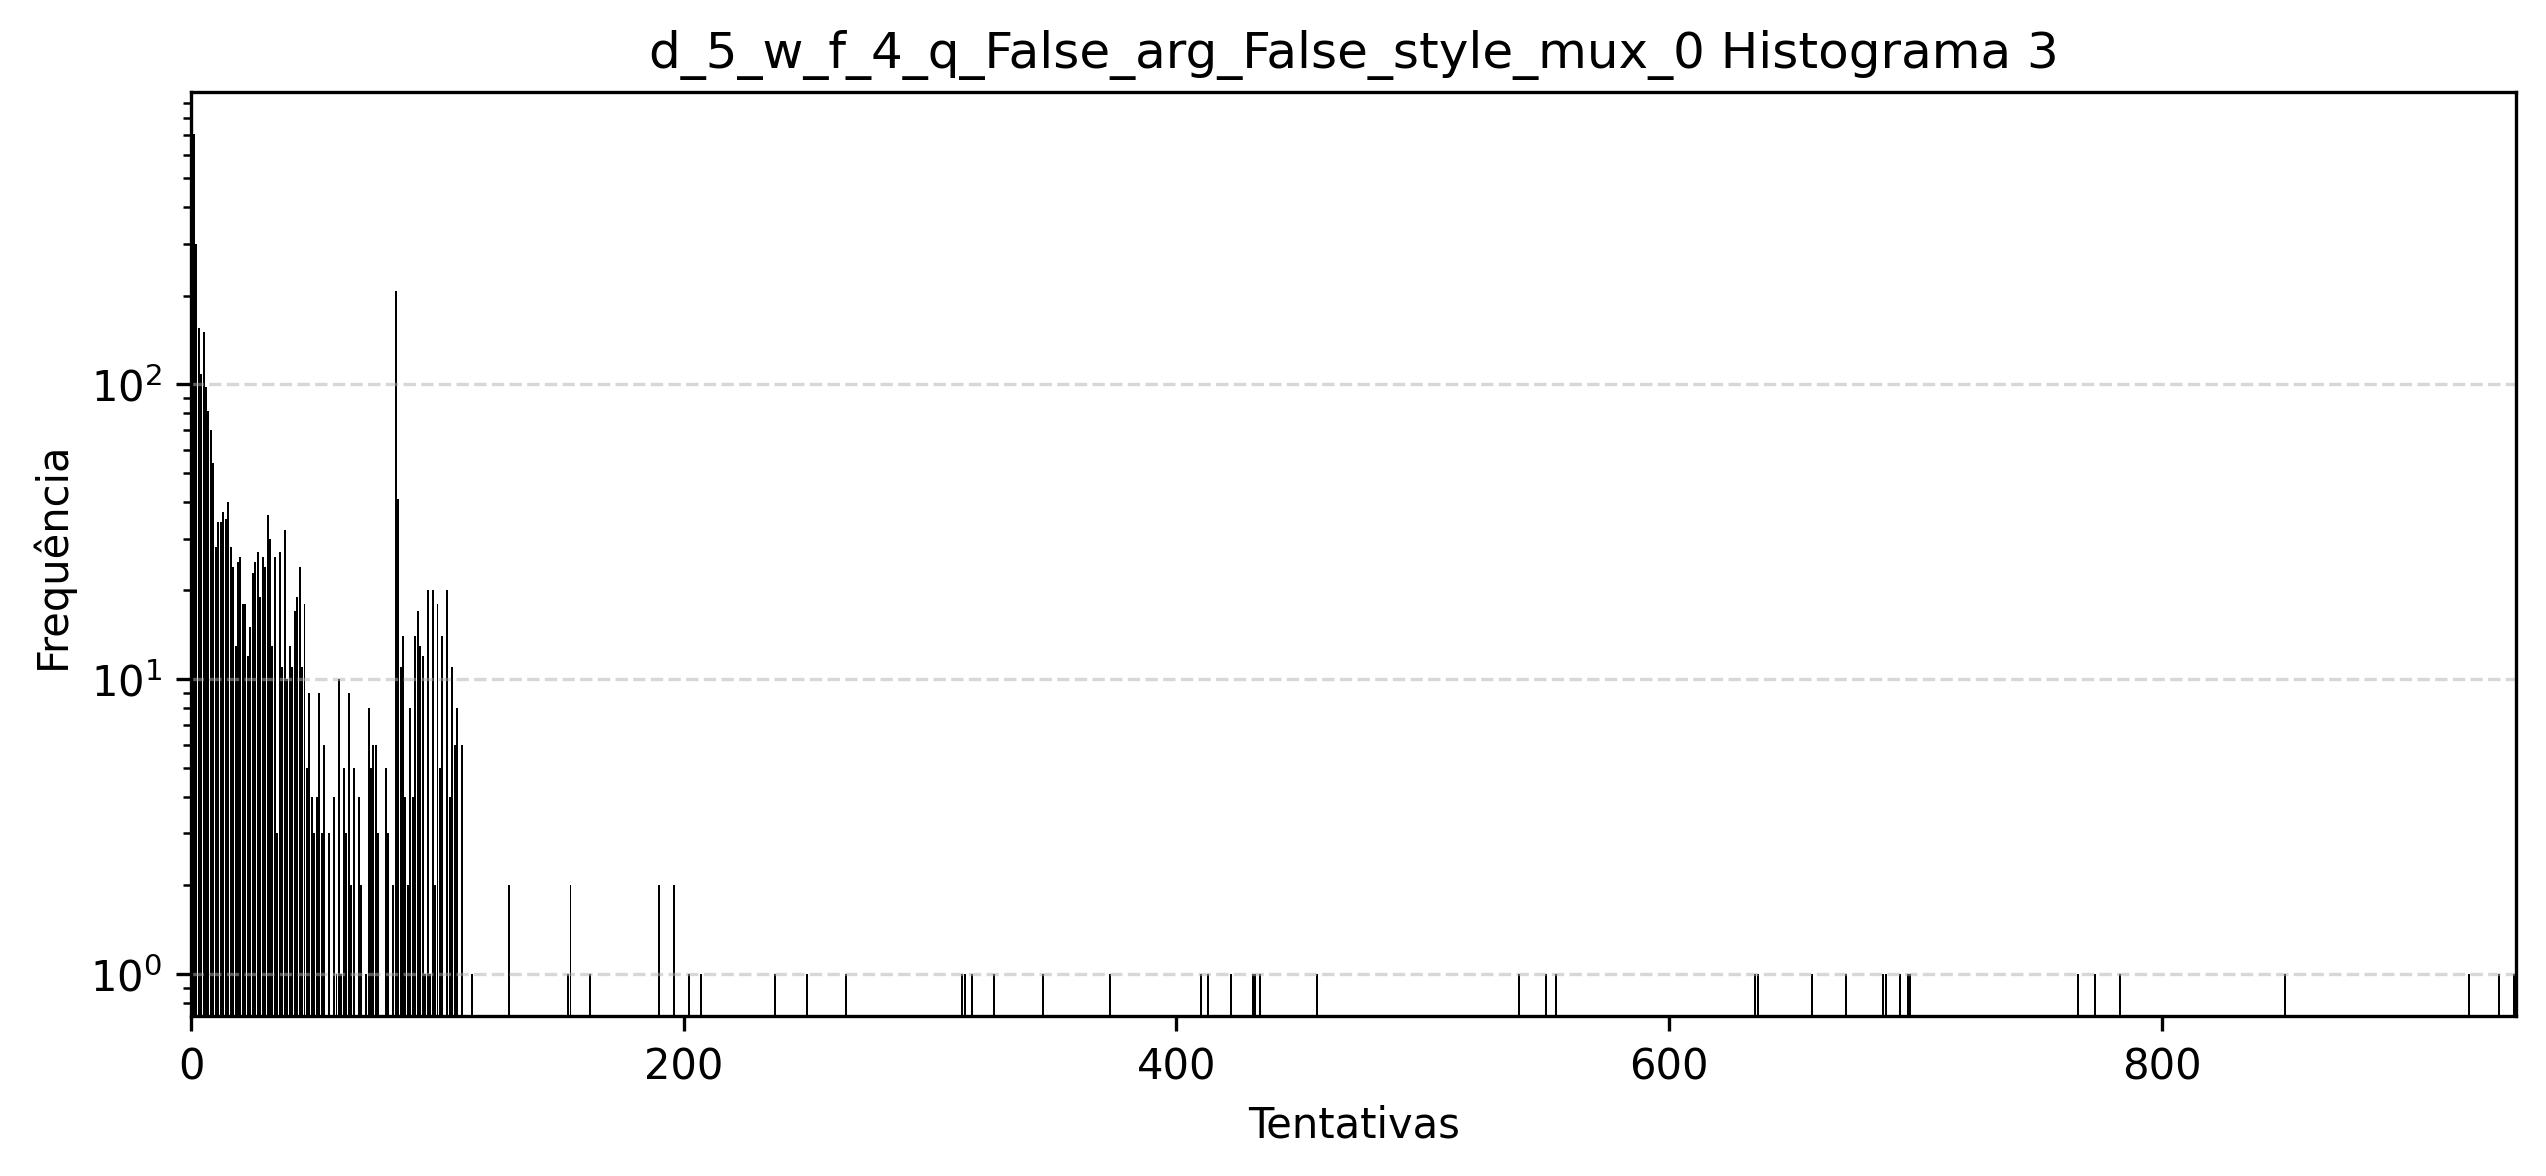 d_5_w_f_4_q_False_arg_False_style_mux_0 Histograma 3
Frequência
10²
10¹
10⁰
0 200 400 600 800
Tentativas